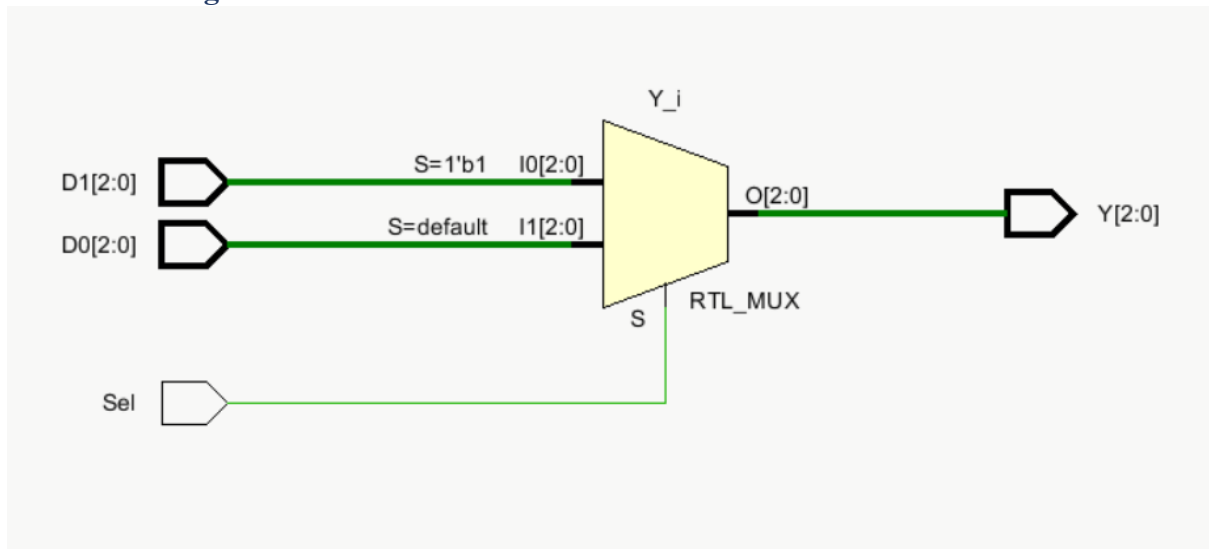 Y_i
D1[2:0] S=1'b1 I0[2:0]
O[2:0] Y[2:0]
D0[2:0] S=default I1[2:0]
RTL_MUX
S
Sel